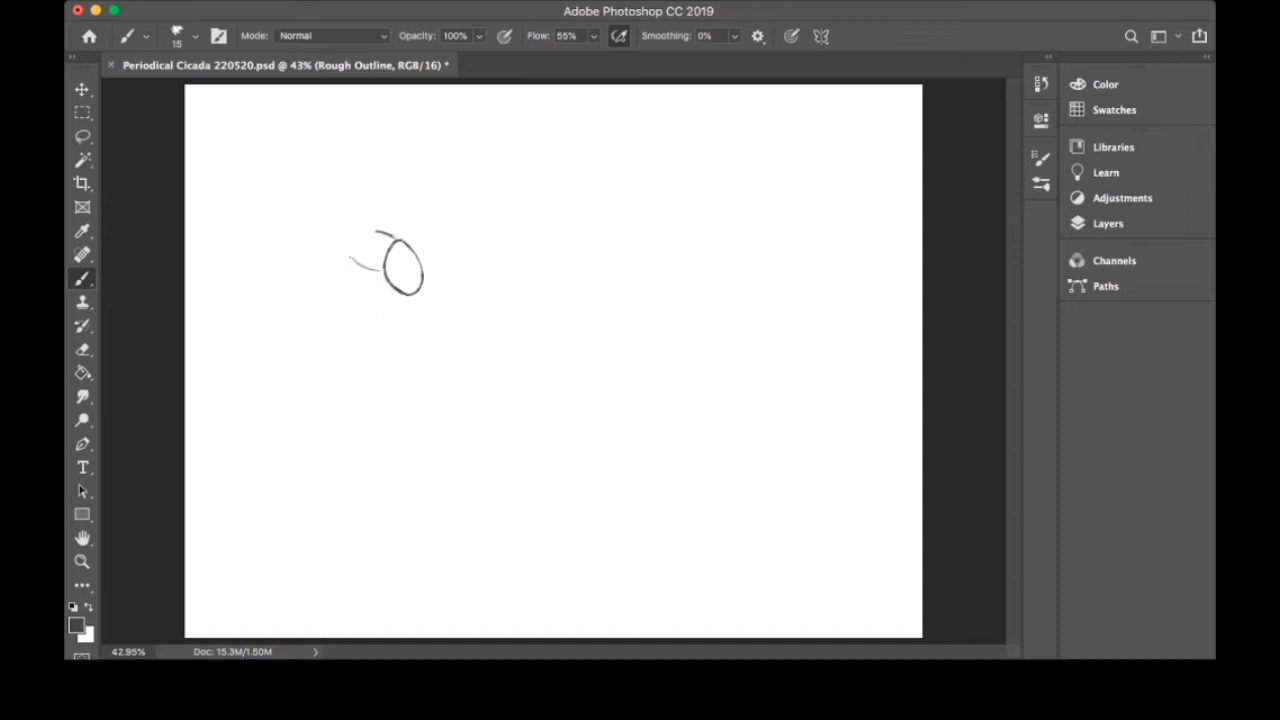 Adobe Photoshop CC 2019
15
Mode: Normal
Opacity: 100%
Flow: 55%
Smoothing: 0%
× Periodical Cicada 220520.psd @ 43% (Rough Outline, RGB/16) *
Color
Swatches
Libraries
Learn
Adjustments
Layers
Channels
Paths
42.95%
Doc: 15.3M/1.50M